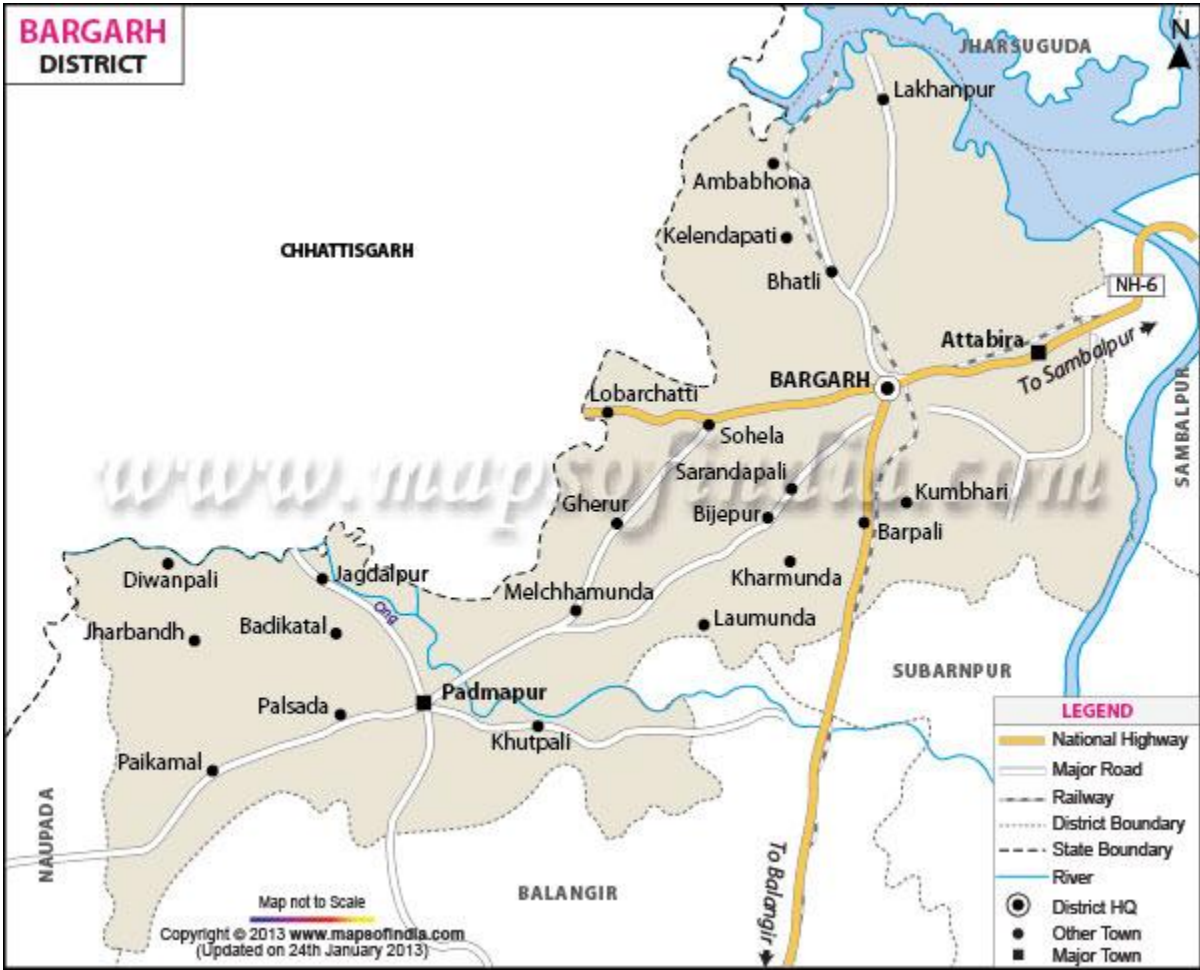 BARGARH
DISTRICT
N
JHARSUGUDA
Lakhanpur
Ambabhona
Kelendapati
CHHATTISGARH
Bhatli
NH-6
Attabira
To Sambalpur
BARGARH
SAMBALPUR
Lobarchatti
Sohela
www.mapsofindia.com
Sarandapali
Gherur
Bijepur
Kumbhari
Barpali
Diwanpali
Jagdalpur
Kharmunda
Melchhamunda
Ong
Jharbandh
Badikatal
Laumunda
SUBARNPUR
Padmapur
Palsada
Khutpali
Paikamal
NAUPADA
BALANGIR
To Balangir
LEGEND
National Highway
Major Road
Railway
District Boundary
State Boundary
River
District HQ
Other Town
Major Town
Map not to Scale
Copyright © 2013 www.mapsofindia.com
(Updated on 24th January 2013)